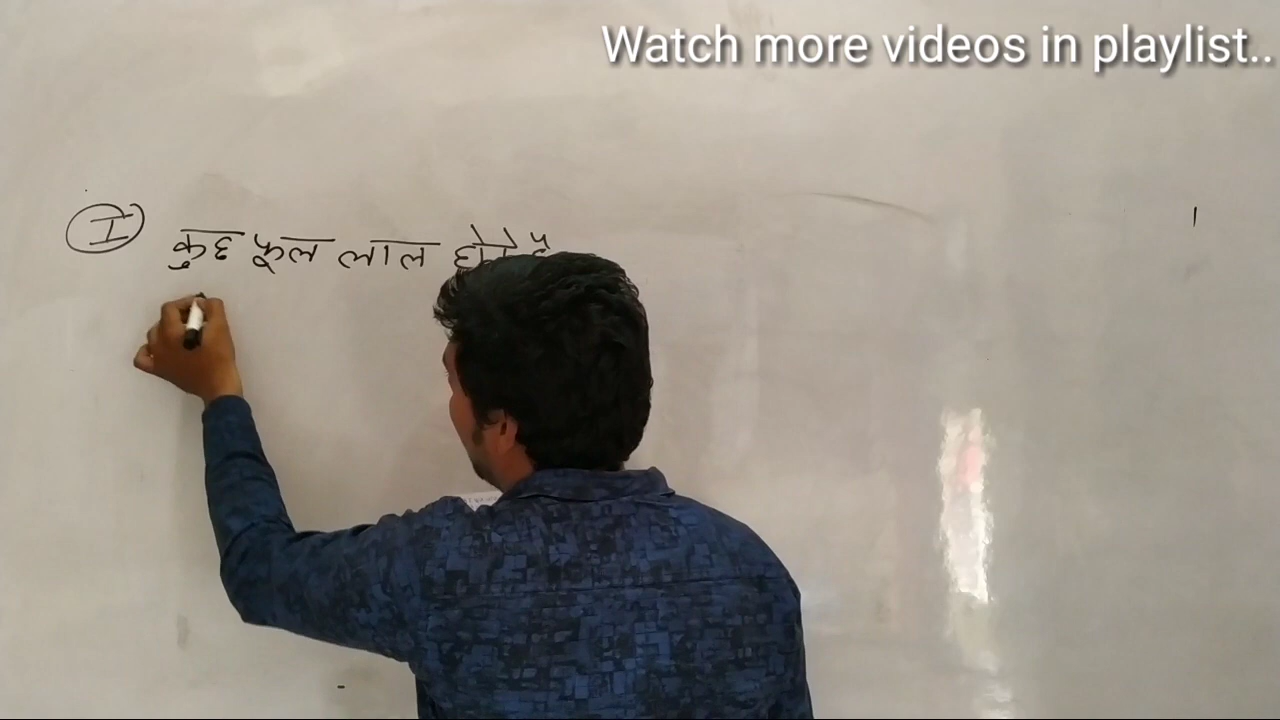 Watch more videos in playlist..
I कुछ फूल लाल होते हैं